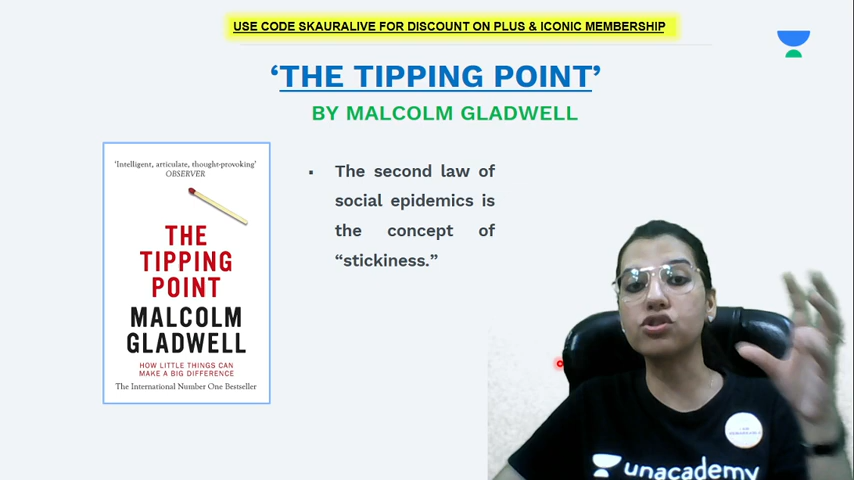 USE CODE SKAURALIVE FOR DISCOUNT ON PLUS & ICONIC MEMBERSHIP
‘THE TIPPING POINT’
BY MALCOLM GLADWELL
‘Intelligent, articulate, thought-provoking’
OBSERVER
THE
TIPPING
POINT
MALCOLM
GLADWELL
HOW LITTLE THINGS CAN
MAKE A BIG DIFFERENCE
The International Number One Bestseller
▪ The second law of
social epidemics is
the concept of
“stickiness.”
unacademy